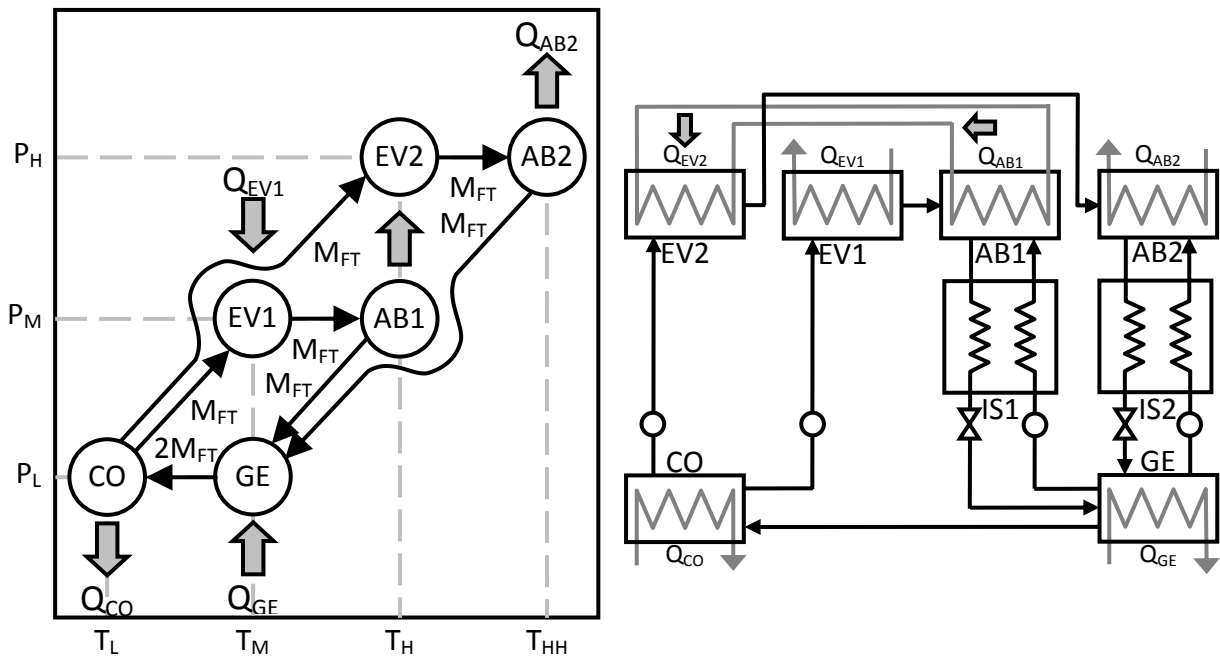 Q_AB2
P_H
EV2
AB2
M_FT
M_FT
Q_EV1
M_FT
P_M
EV1
AB1
M_FT
M_FT
M_FT
2M_FT
P_L
CO
GE
Q_CO
Q_GE
T_L
T_M
T_H
T_HH
Q_EV2
Q_EV1
Q_AB1
Q_AB2
EV2
EV1
AB1
AB2
IS1
IS2
CO
GE
Q_CO
Q_GE